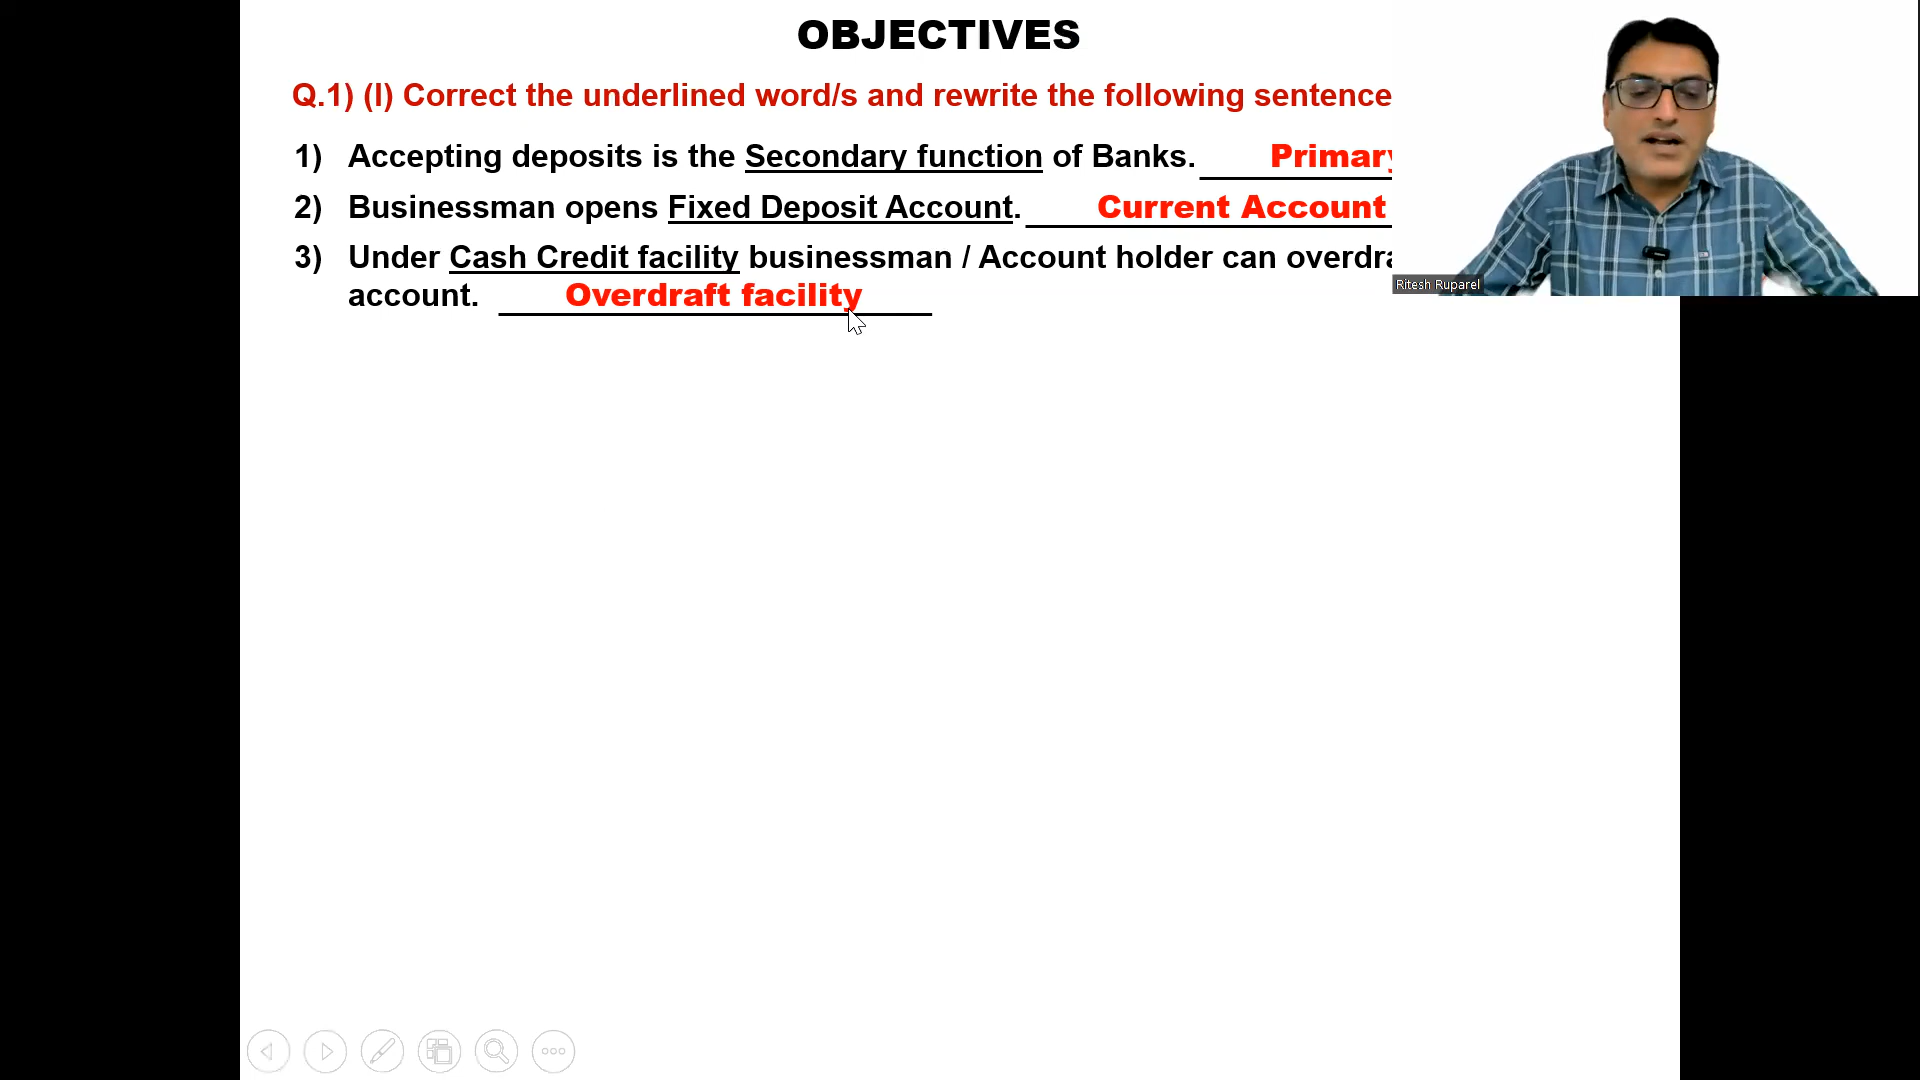 OBJECTIVES
Q.1) (I) Correct the underlined word/s and rewrite the following sentence
1) Accepting deposits is the Secondary function of Banks. Primary
2) Businessman opens Fixed Deposit Account. Current Account
3) Under Cash Credit facility businessman / Account holder can
account. Overdraft facility
Ritesh Ruparel